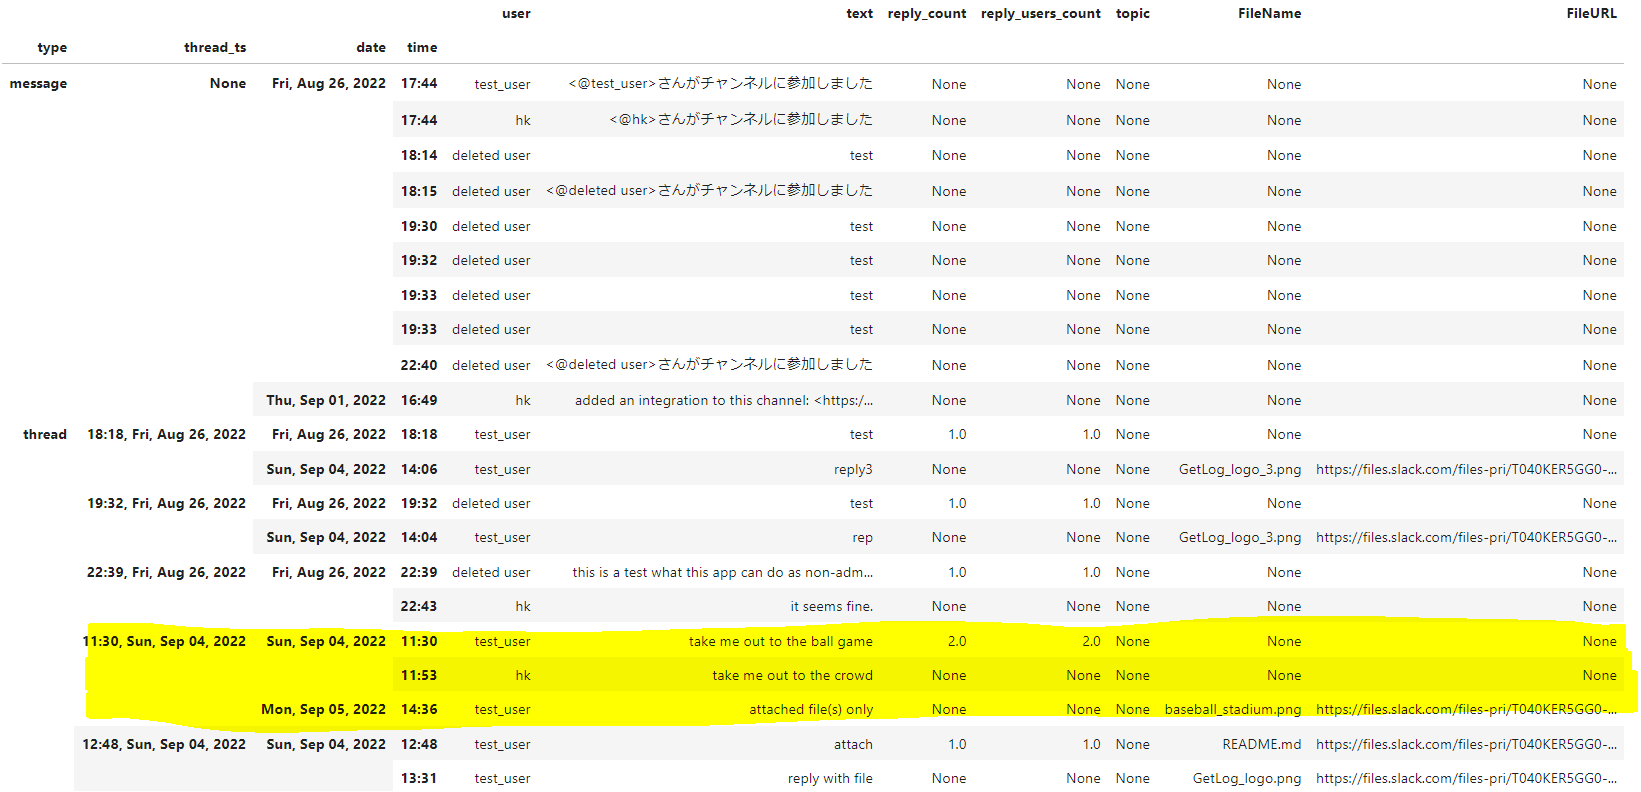 user text reply_count reply_users_count topic FileName FileURL
type thread_ts date time
message None Fri, Aug 26, 2022 17:44 test_user <@test_user>さんがチャンネルに参加しました None None None None None
17:44 hk <@hk>さんがチャンネルに参加しました None None None None None
18:14 deleted user test None None None None None
18:15 deleted user <@deleted user>さんがチャンネルに参加しました None None None None None
19:30 deleted user test None None None None None
19:32 deleted user test None None None None None
19:33 deleted user test None None None None None
19:33 deleted user test None None None None None
22:40 deleted user <@deleted user>さんがチャンネルに参加しました None None None None None
Thu, Sep 01, 2022 16:49 hk added an integration to this channel: <https:/... None None None None None
thread 18:18, Fri, Aug 26, 2022 Fri, Aug 26, 2022 18:18 test_user test 1.0 1.0 None None None
Sun, Sep 04, 2022 14:06 test_user reply3 None None None GetLog_logo_3.png https://files.slack.com/files-pri/T040KER5GG0-...
19:32, Fri, Aug 26, 2022 Fri, Aug 26, 2022 19:32 deleted user test 1.0 1.0 None None None
Sun, Sep 04, 2022 14:04 test_user rep None None None GetLog_logo_3.png https://files.slack.com/files-pri/T040KER5GG0-...
22:39, Fri, Aug 26, 2022 Fri, Aug 26, 2022 22:39 deleted user this is a test what this app can do as non-adm... 1.0 1.0 None None None
22:43 hk it seems fine. None None None None None
11:30, Sun, Sep 04, 2022 Sun, Sep 04, 2022 11:30 test_user take me out to the ball game 2.0 2.0 None None None
11:53 hk take me out to the crowd None None None None None
Mon, Sep 05, 2022 14:36 test_user attached file(s) only None None None baseball_stadium.png https://files.slack.com/files-pri/T040KER5GG0-...
12:48, Sun, Sep 04, 2022 Sun, Sep 04, 2022 12:48 test_user attach 1.0 1.0 None README.md https://files.slack.com/files-pri/T040KER5GG0-...
13:31 test_user reply with file None None None GetLog_logo.png https://files.slack.com/files-pri/T040KER5GG0-...